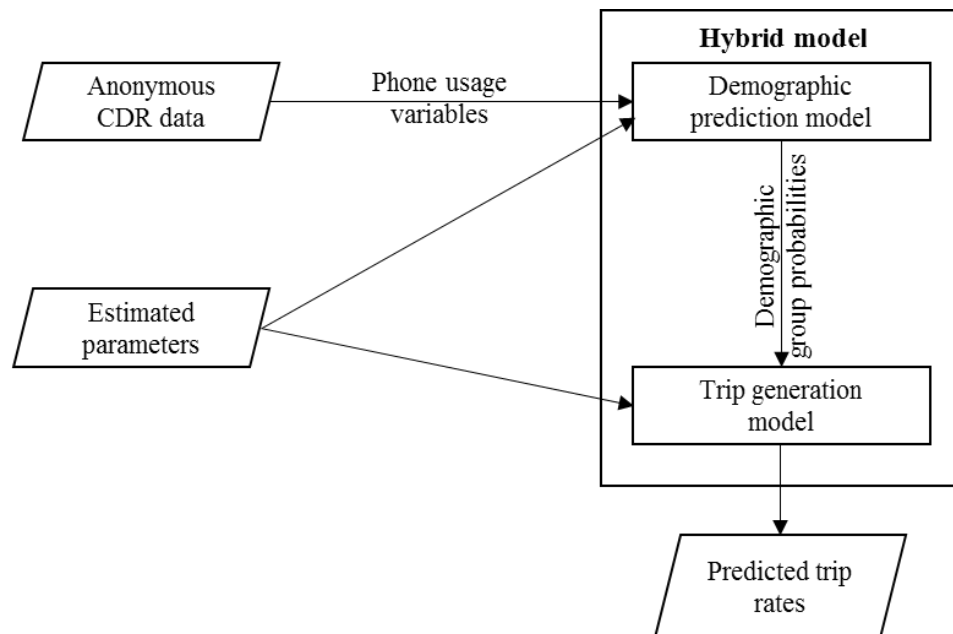 Hybrid model
Anonymous
CDR data
Phone usage
variables
Demographic
prediction model
Demographic
group probabilities
Estimated
parameters
Trip generation
model
Predicted trip
rates